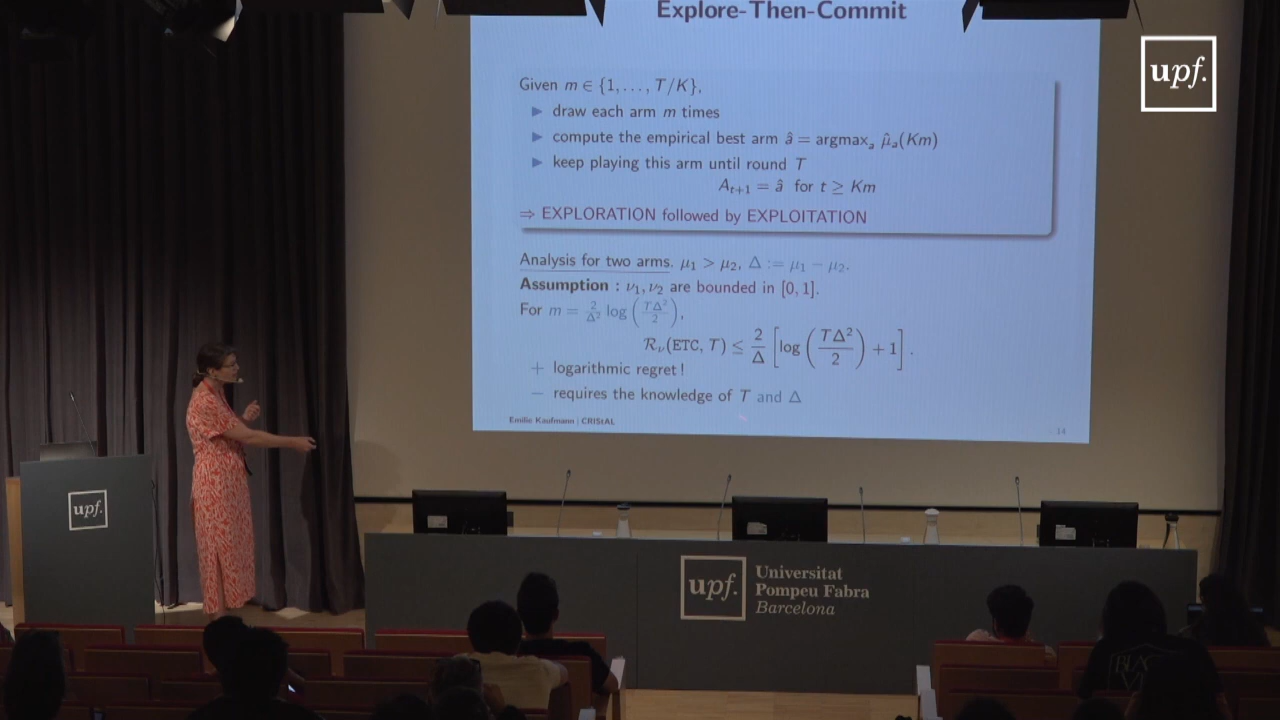 Explore-Then-Commit
upf.
Given m ∈ {1, . . . , T/K},
▶ draw each arm m times
▶ compute the empirical best arm â = argmaxₐ μ̂ₐ(Km)
▶ keep playing this arm until round T
Aₜ₊₁ = â for t ≥ Km
⇒ EXPLORATION followed by EXPLOITATION
Analysis for two arms. μ₁ > μ₂, Δ := μ₁ − μ₂.
Assumption : ν₁, ν₂ are bounded in [0, 1].
For m = 2/Δ² log (TΔ²/2),
Rᵥ(ETC, T) ≤ 2/Δ [log (TΔ²/2) + 1].
+ logarithmic regret !
− requires the knowledge of T and Δ
Emilie Kaufmann | CRIStAL
14
upf.
upf.
Universitat
Pompeu Fabra
Barcelona